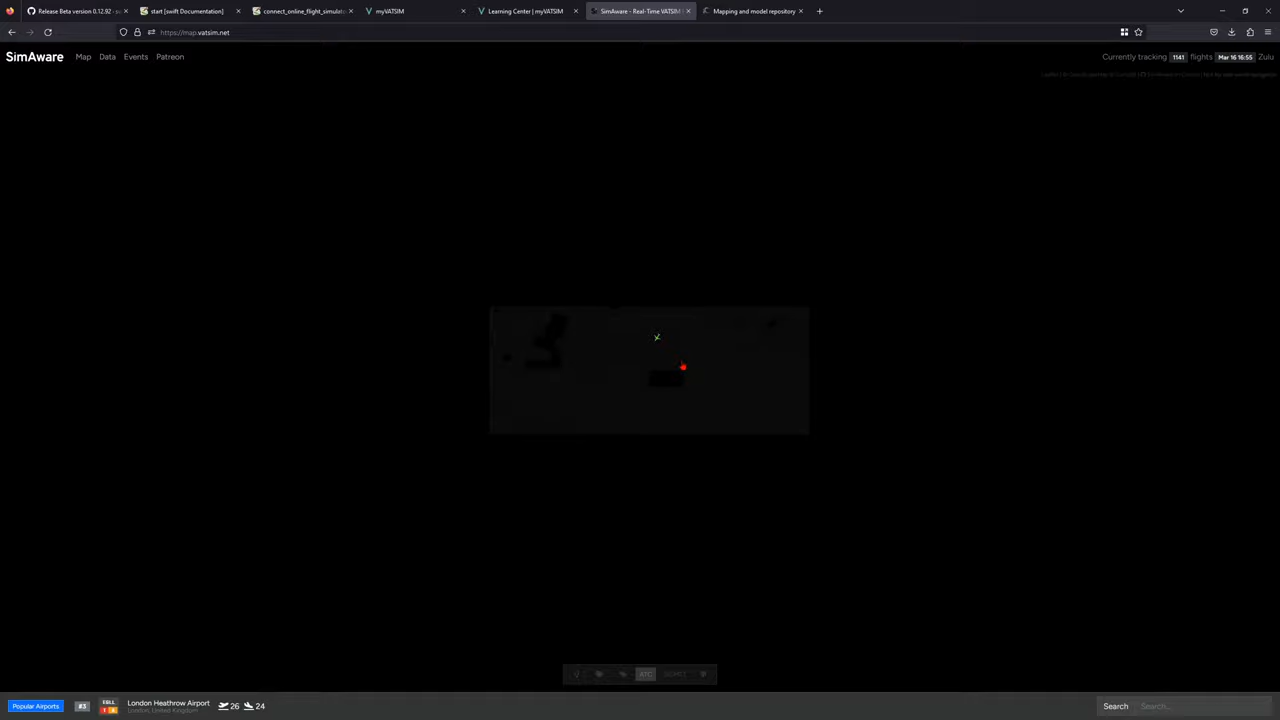 Release Beta version 0.12.92 · p
start [swift Documentation]
connect_online_flight_simulato
myVATSIM
Learning Center | myVATSIM
SimAware - Real-Time VATSIM
Mapping and model repository
https://map.vatsim.net
SimAware Map Data Events Patreon
Currently tracking 1141 flights Mar 16 16:55 Zulu
ATC
Popular Airports #3 EGLL London Heathrow Airport 26 24
London, United Kingdom
Search Search...